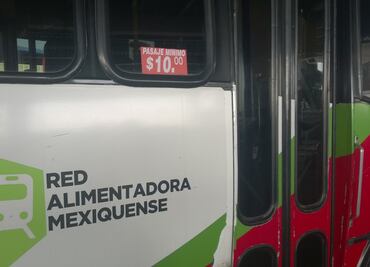 PASAJE MINIMO
$10.00
RED
ALIMENTADORA
MEXIQUENSE